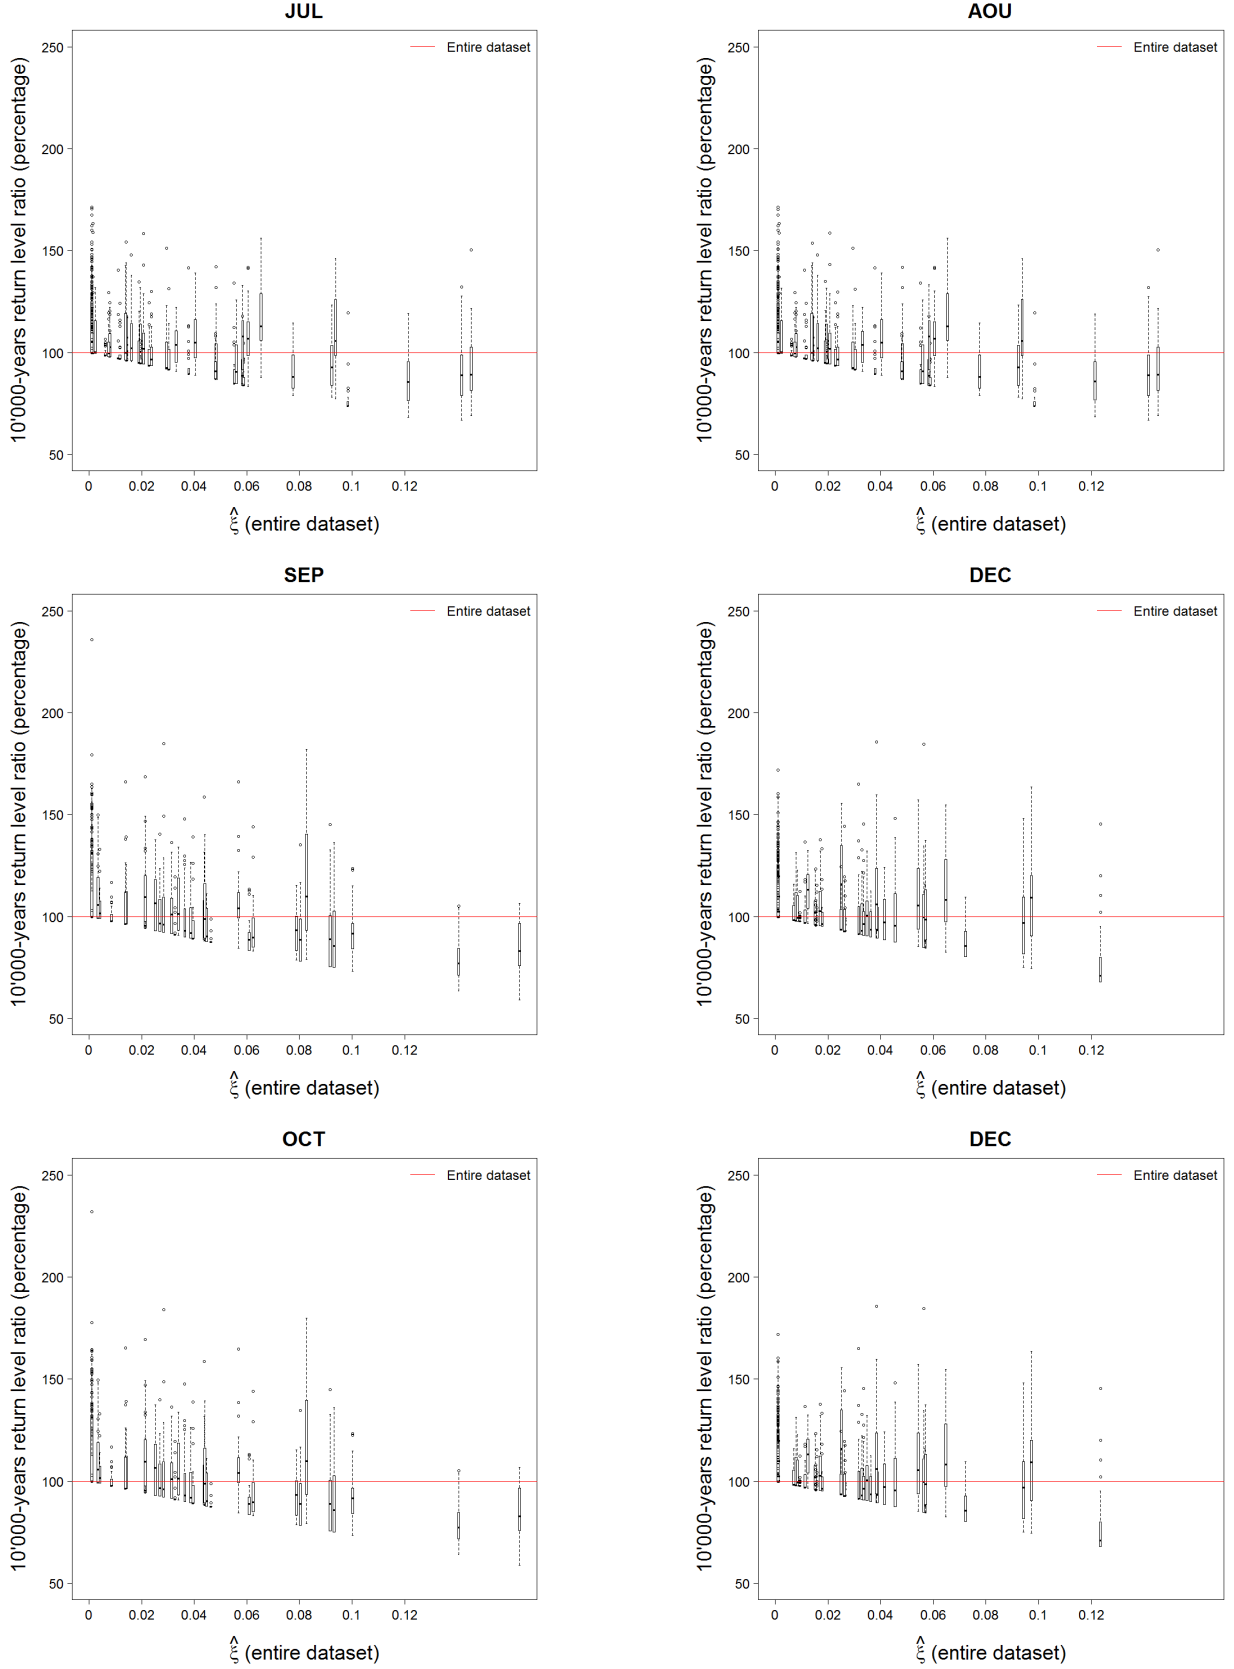 JUL
10'000-years return level ratio (percentage)
250
200
150
100
50
Entire dataset
0 0.02 0.04 0.06 0.08 0.1 0.12
ξ̂ (entire dataset)
AOU
10'000-years return level ratio (percentage)
250
200
150
100
50
Entire dataset
0 0.02 0.04 0.06 0.08 0.1 0.12
ξ̂ (entire dataset)
SEP
10'000-years return level ratio (percentage)
250
200
150
100
50
Entire dataset
0 0.02 0.04 0.06 0.08 0.1 0.12
ξ̂ (entire dataset)
DEC
10'000-years return level ratio (percentage)
250
200
150
100
50
Entire dataset
0 0.02 0.04 0.06 0.08 0.1 0.12
ξ̂ (entire dataset)
OCT
10'000-years return level ratio (percentage)
250
200
150
100
50
Entire dataset
0 0.02 0.04 0.06 0.08 0.1 0.12
ξ̂ (entire dataset)
DEC
10'000-years return level ratio (percentage)
250
200
150
100
50
Entire dataset
0 0.02 0.04 0.06 0.08 0.1 0.12
ξ̂ (entire dataset)